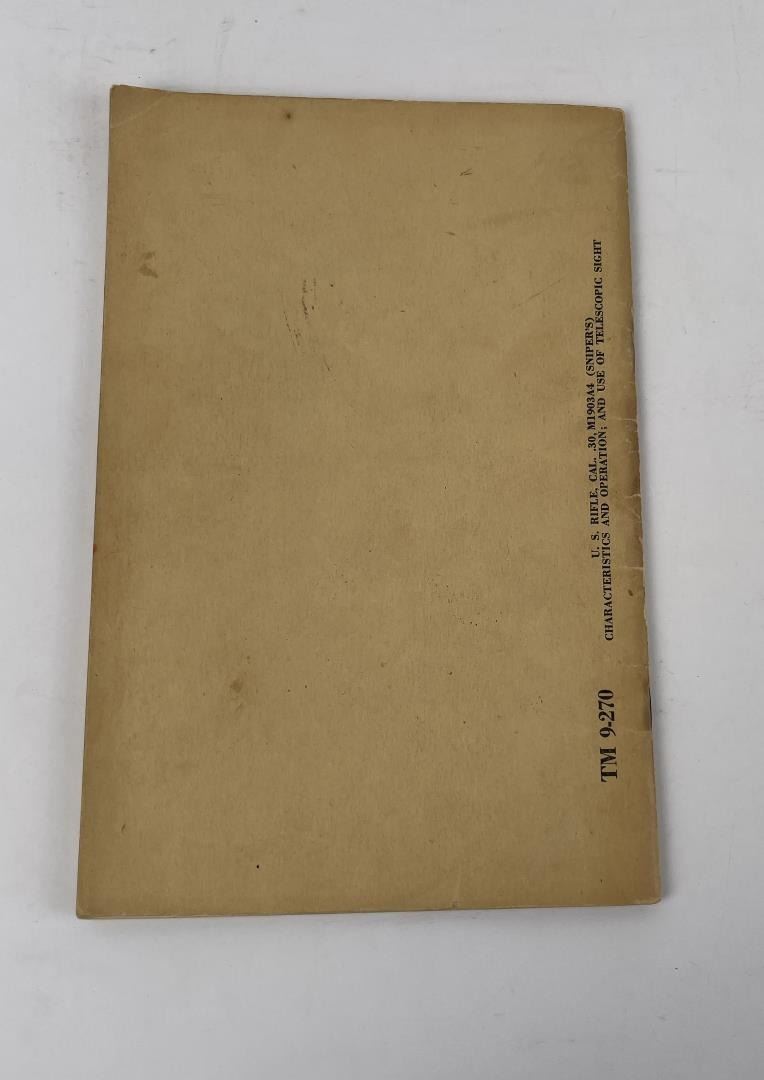 TM 9-270
U. S. RIFLE, CAL. .30, M1903A4 (SNIPER'S)
CHARACTERISTICS AND OPERATION; AND USE OF TELESCOPIC SIGHT